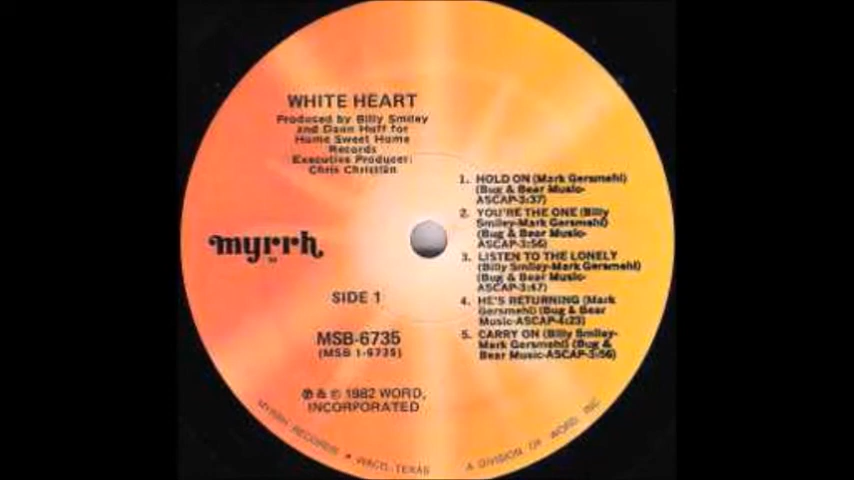 WHITE HEART
Produced by Billy Smiley
and Dann Huff for
Home Sweet Home
Records
Executive Producer:
Chris Christian
myrrh
SIDE 1
MSB-6735
(MSB 1-6735)
℗ & © 1982 WORD,
INCORPORATED
1. HOLD ON (Mark Gersmehl)
(Bug & Bear Music-
ASCAP-3:37)
2. YOU'RE THE ONE (Billy
Smiley-Mark Gersmehl)
(Bug & Bear Music-
ASCAP-3:56)
3. LISTEN TO THE LONELY
(Billy Smiley-Mark Gersmehl)
(Bug & Bear Music-
ASCAP-3:47)
4. HE'S RETURNING (Mark
Gersmehl) (Bug & Bear
Music-ASCAP-4:23)
5. CARRY ON (Billy Smiley-
Mark Gersmehl) (Bug &
Bear Music-ASCAP-3:56)
MYRRH RECORDS • WACO, TEXAS
A DIVISION OF WORD, INC.